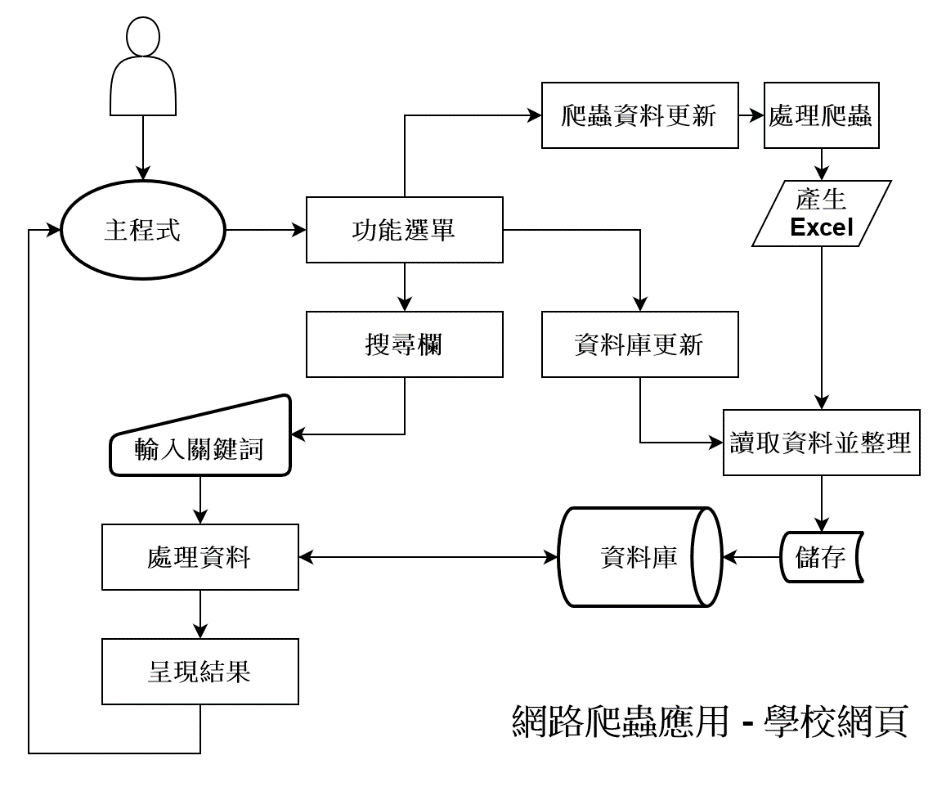 爬蟲資料更新
處理爬蟲
產生
Excel
主程式
功能選單
搜尋欄
資料庫更新
輸入關鍵詞
讀取資料並整理
處理資料
資料庫
儲存
呈現結果
網路爬蟲應用 - 學校網頁